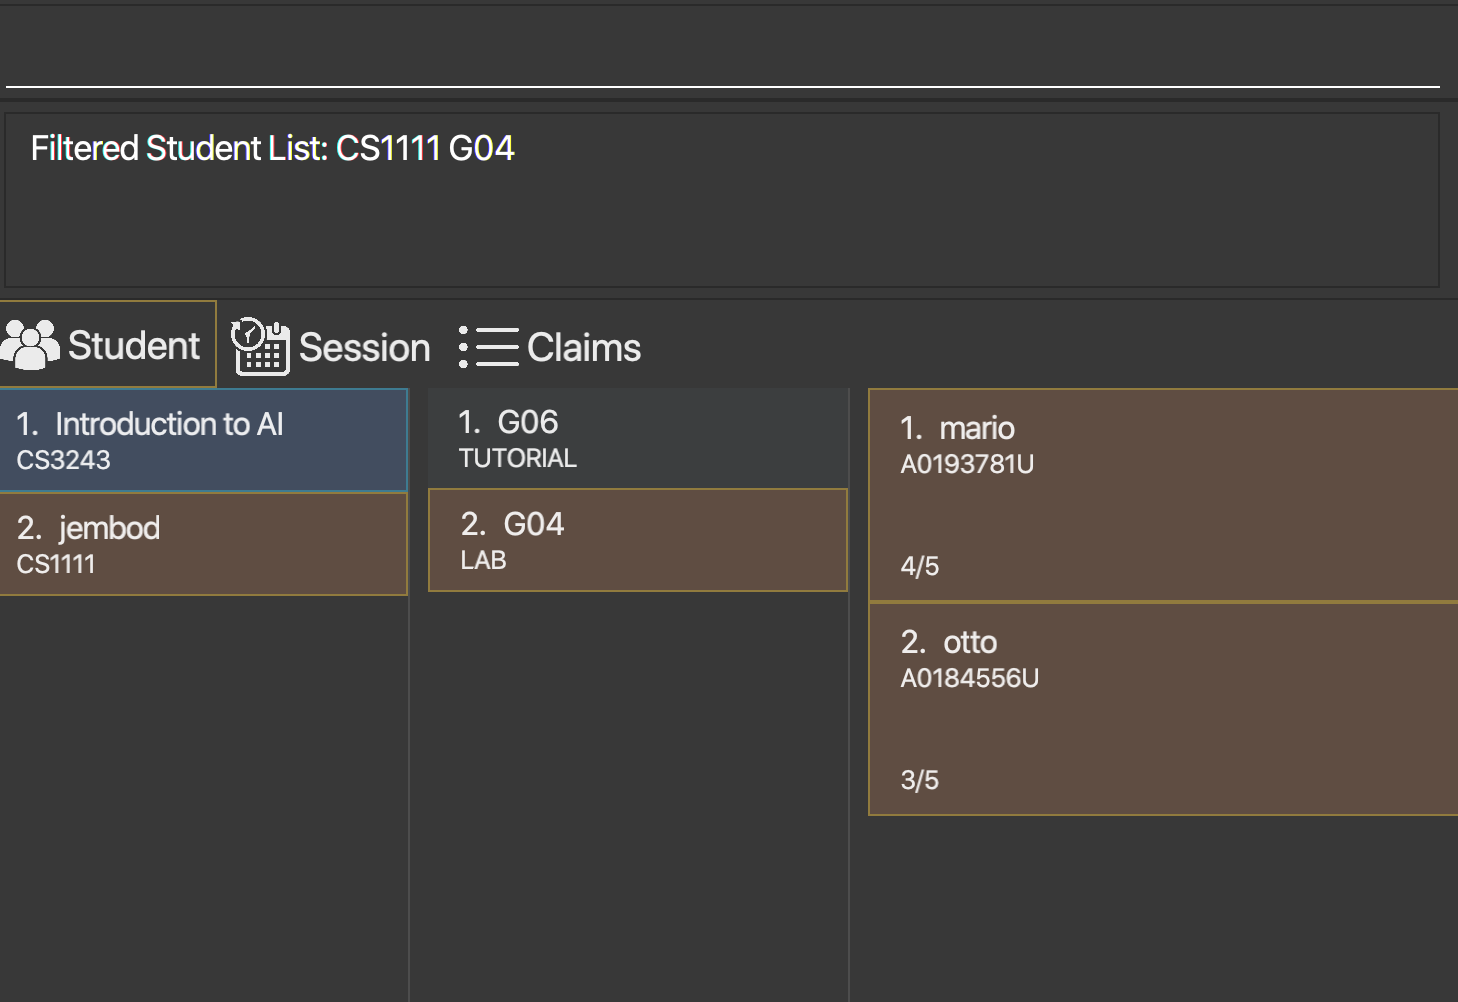 Filtered Student List: CS1111 G04
Student Session Claims
1. Introduction to AI
CS3243
2. jembod
CS1111
1. G06
TUTORIAL
2. G04
LAB
1. mario
A0193781U
4/5
2. otto
A0184556U
3/5